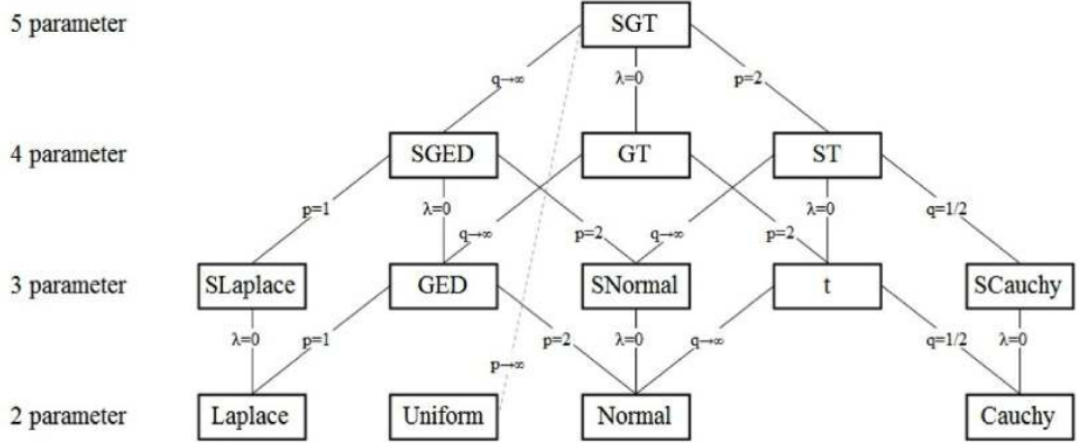 5 parameter SGT
q→∞ λ=0 p=2
4 parameter SGED GT ST
p=1 λ=0 q→∞ p=2 q→∞ p=2 λ=0 q=1/2
3 parameter SLaplace GED SNormal t SCauchy
λ=0 p=1 p→∞ p=2 λ=0 q→∞ q=1/2 λ=0
2 parameter Laplace Uniform Normal Cauchy